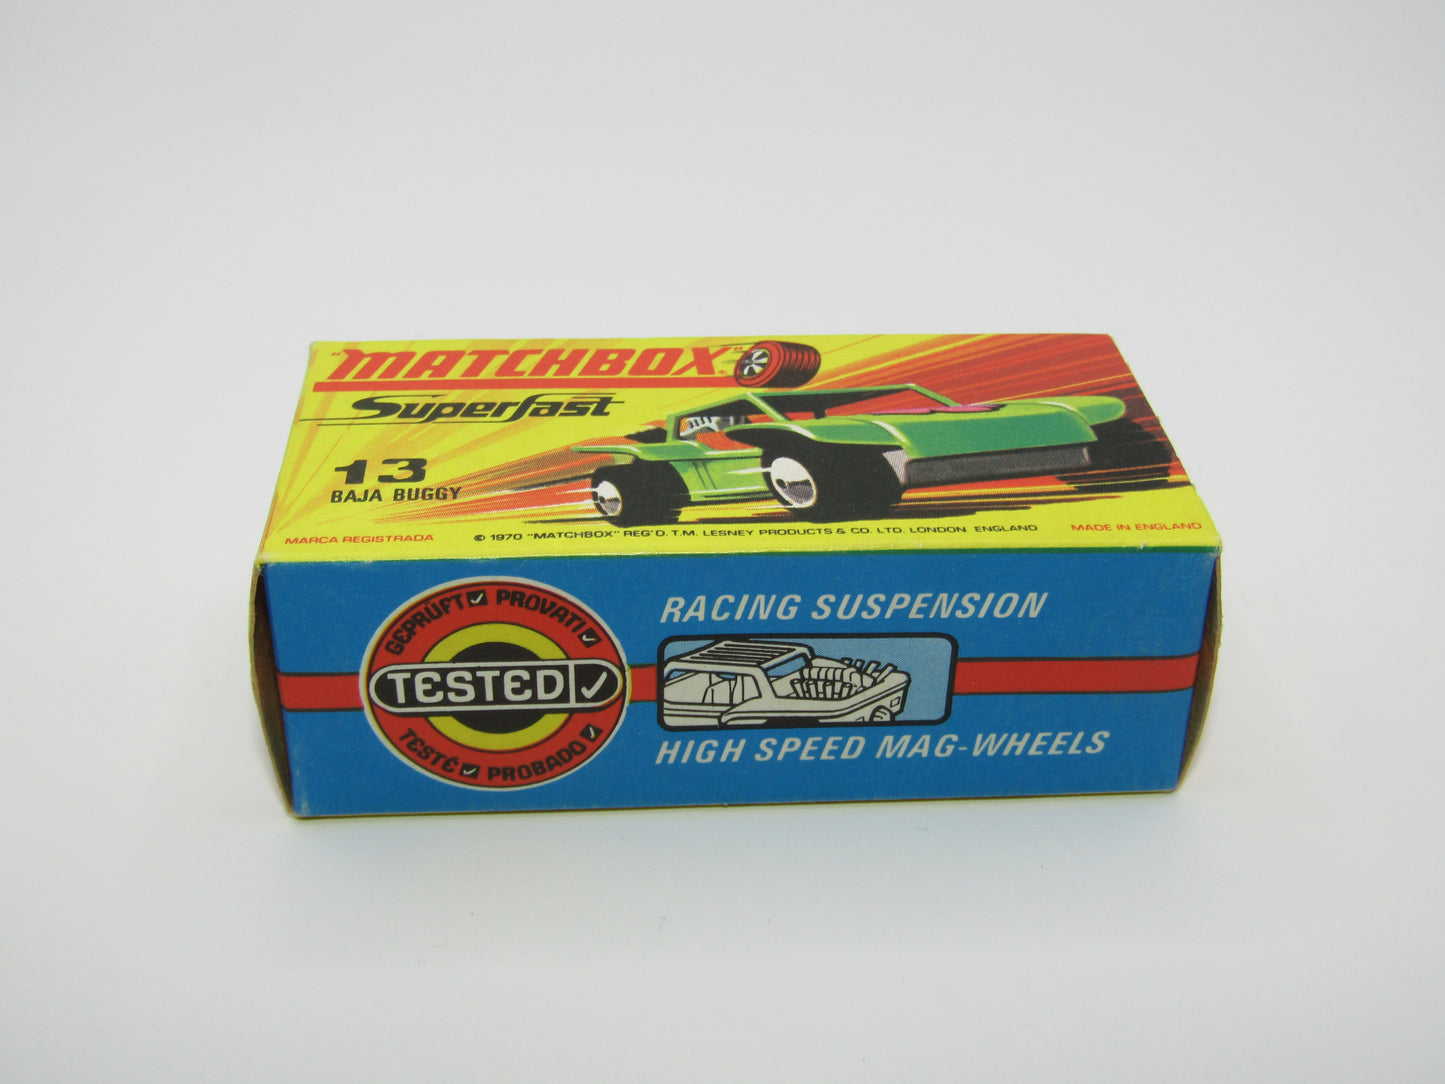 "MATCHBOX"
Superfast
13
BAJA BUGGY
MARCA REGISTRADA
© 1970 "MATCHBOX" REG'D. T.M. LESNEY PRODUCTS & CO. LTD. LONDON ENGLAND
MADE IN ENGLAND
GEPRÜFT PROVATI
TESTED
TESTÉ PROBADO
RACING SUSPENSION
HIGH SPEED MAG-WHEELS